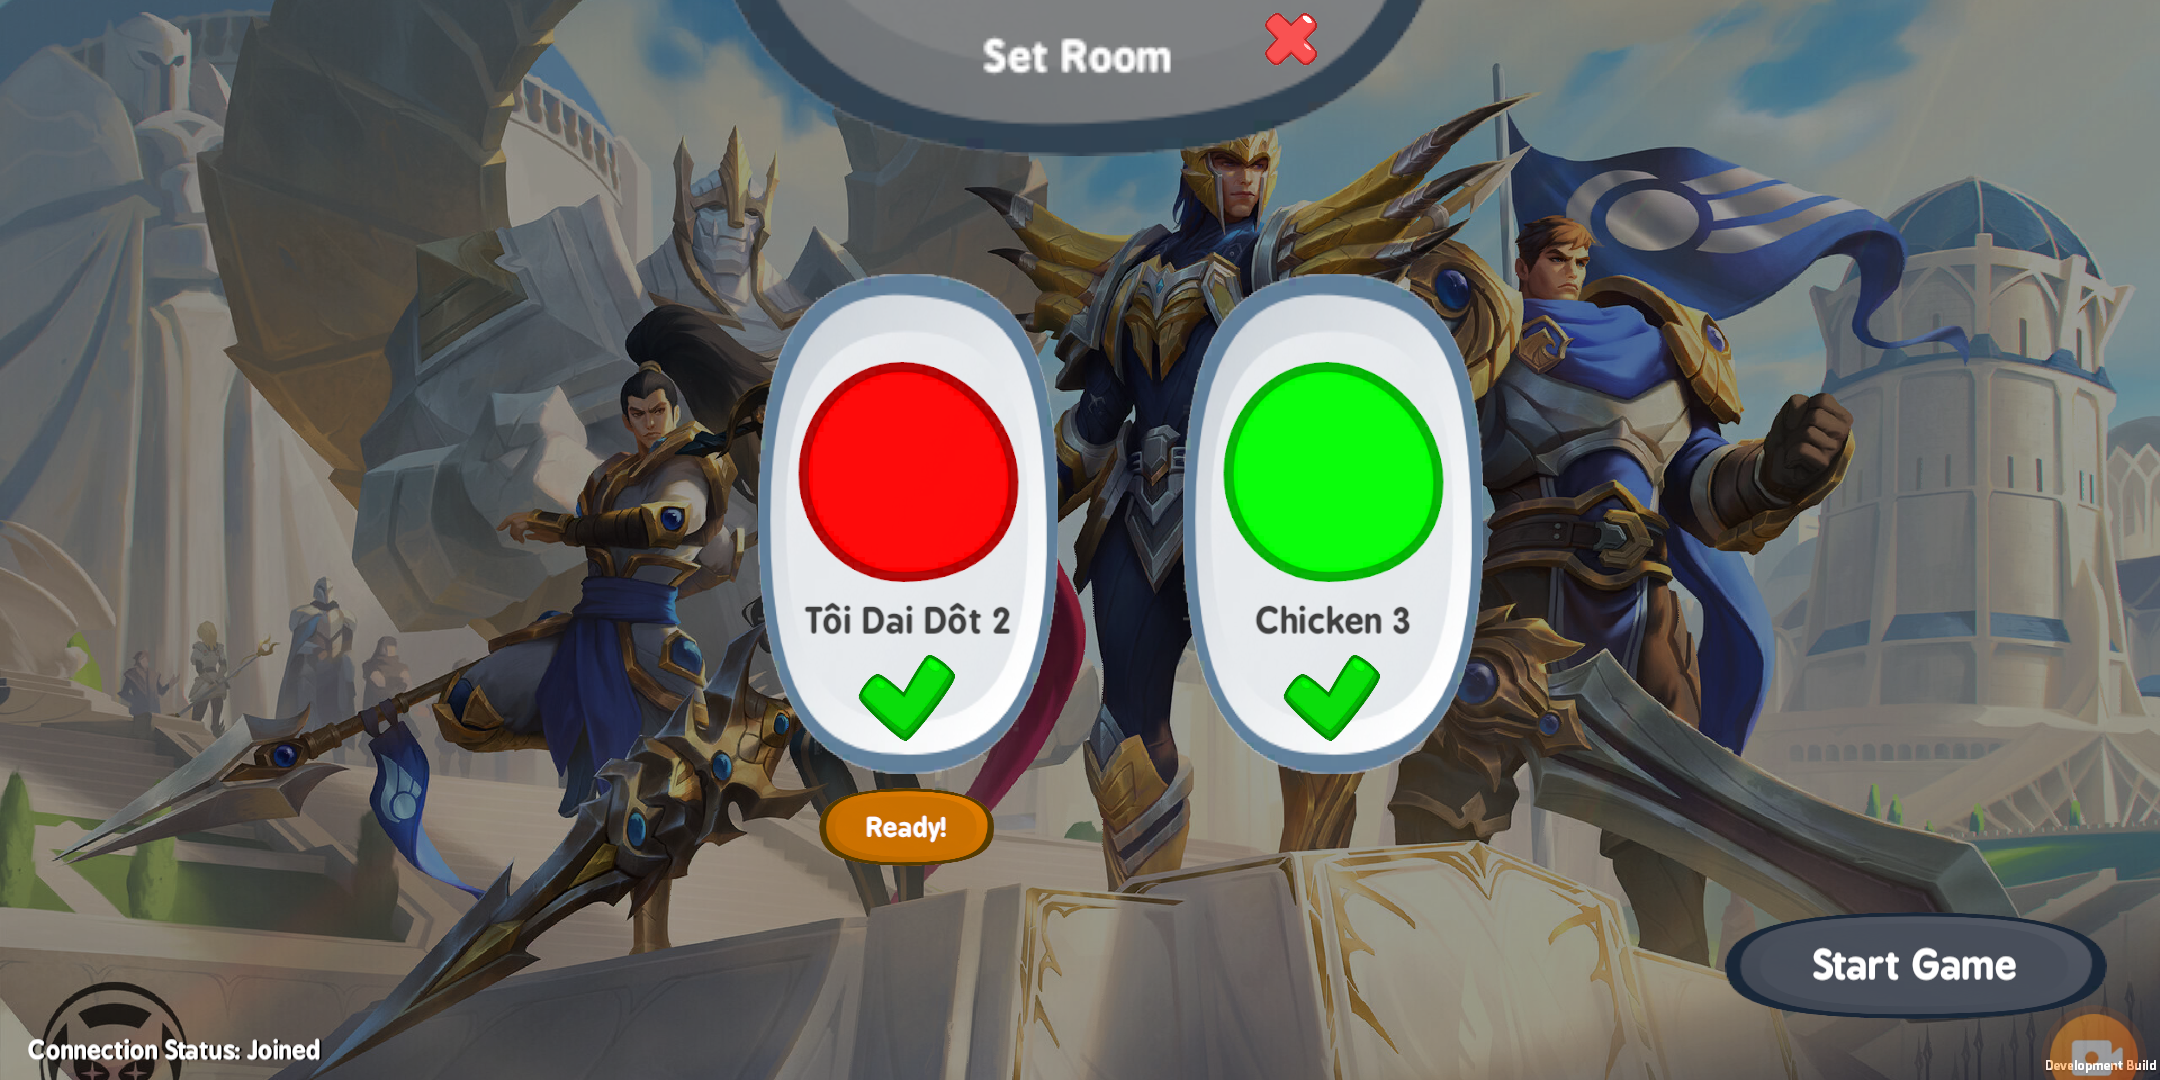 Set Room
Tôi Dai Dôt 2
Chicken 3
Ready!
Start Game
Connection Status: Joined
Development Build